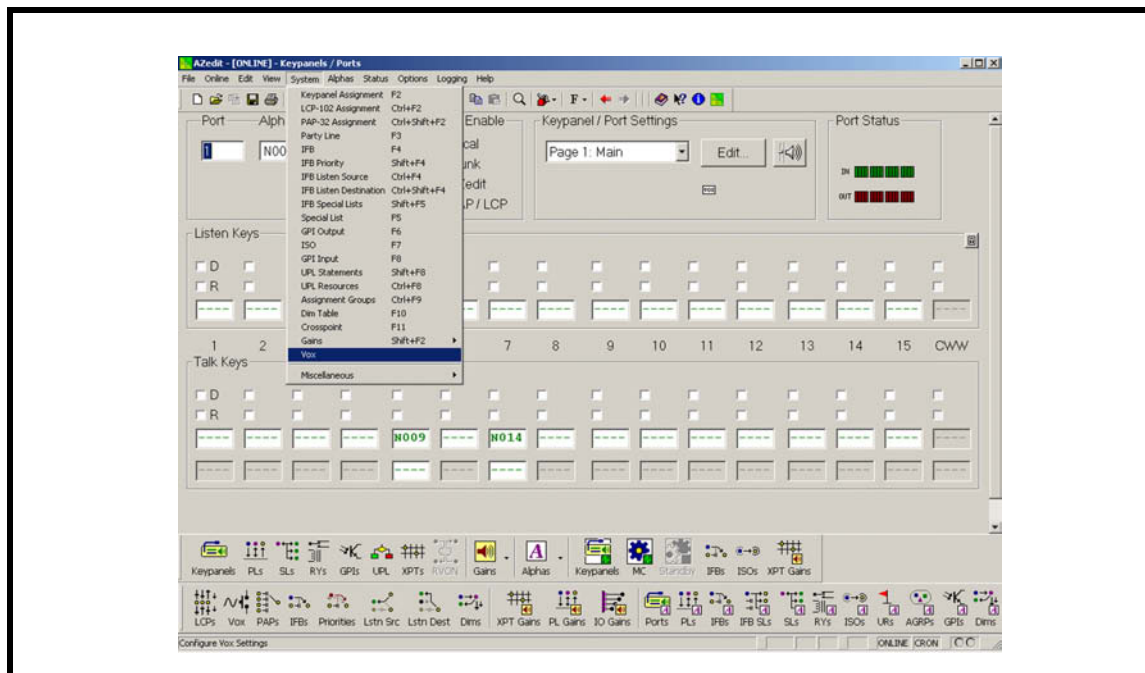 AZedit - [ONLINE] - Keypanels / Ports
File Online Edit View System Alphas Status Options Logging Help
Port Alph Enable Keypanel / Port Settings Port Status
1 N00 cal Page 1: Main Edit...
unk
edit
AP / LCP
IN
OUT
Keypanel Assignment F2
LCP-102 Assignment Ctrl+F2
PAP-32 Assignment Ctrl+Shift+F2
Party Line F3
IFB F4
IFB Priority Shift+F4
IFB Listen Source Ctrl+F4
IFB Listen Destination Ctrl+Shift+F4
IFB Special Lists Shift+F5
Special List F5
GPI Output F6
ISO F7
GPI Input F8
UPL Statements Shift+F8
UPL Resources Ctrl+F8
Assignment Groups Ctrl+F9
Dim Table F10
Crosspoint F11
Gains Shift+F2
Vox
Miscellaneous
Listen Keys
D
R
1 2 7 8 9 10 11 12 13 14 15 CWW
Talk Keys
D
R
---- ---- ---- ---- N009 ---- N014 ---- ---- ---- ---- ---- ---- ---- ---- ----
---- ---- ---- ---- ---- ---- ---- ---- ---- ---- ---- ---- ---- ---- ---- ----
Keypanels PLs SLs RYs GPIs UPL XPTs RVON Gains Alphas Keypanels MC Standby IFBs ISOs XPT Gains
LCPs Vox PAPs IFBs Priorities Lstn Src Lstn Dest Dims XPT Gains PL Gains IO Gains Ports PLs IFBs IFB SLs SLs RYs ISOs URs AGRPs GPIs Dims
Configure Vox Settings ONLINE CRON